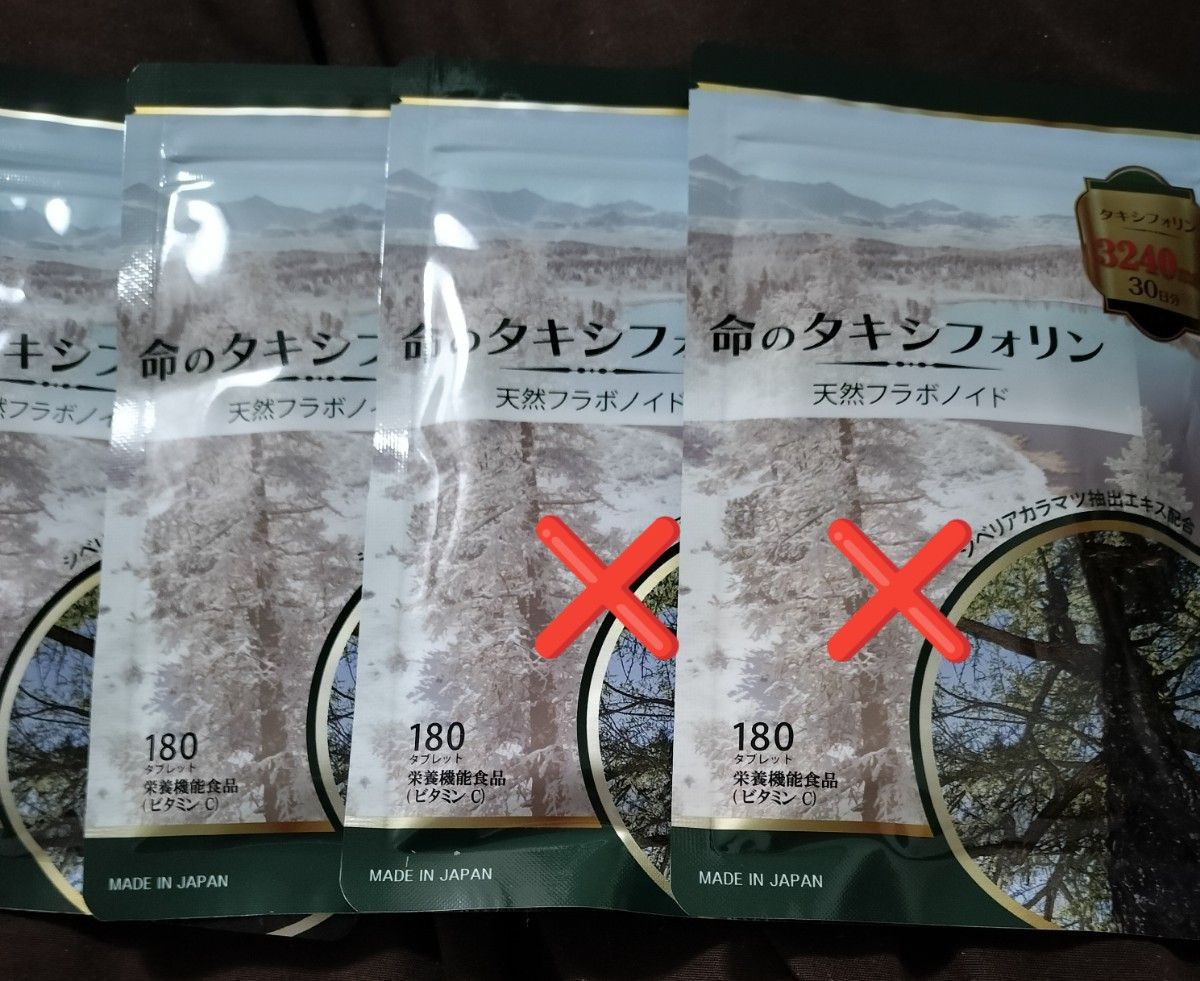 キシフ
然フラボノイ
シベリ
MADE IN JAPAN
命のタキシフ
天然フラボノイ
180
タブレット
栄養機能食品
(ビタミン C)
MADE IN JAPAN
命のタキシフォ
天然フラボノイド
180
タブレット
栄養機能食品
(ビタミン C)
MADE IN JAPAN
タキシフォリン
3240
30日分
命のタキシフォリン
天然フラボノイド
シベリアカラマツ抽出エキス配合
180
タブレット
栄養機能食品
(ビタミン C)
MADE IN JAPAN